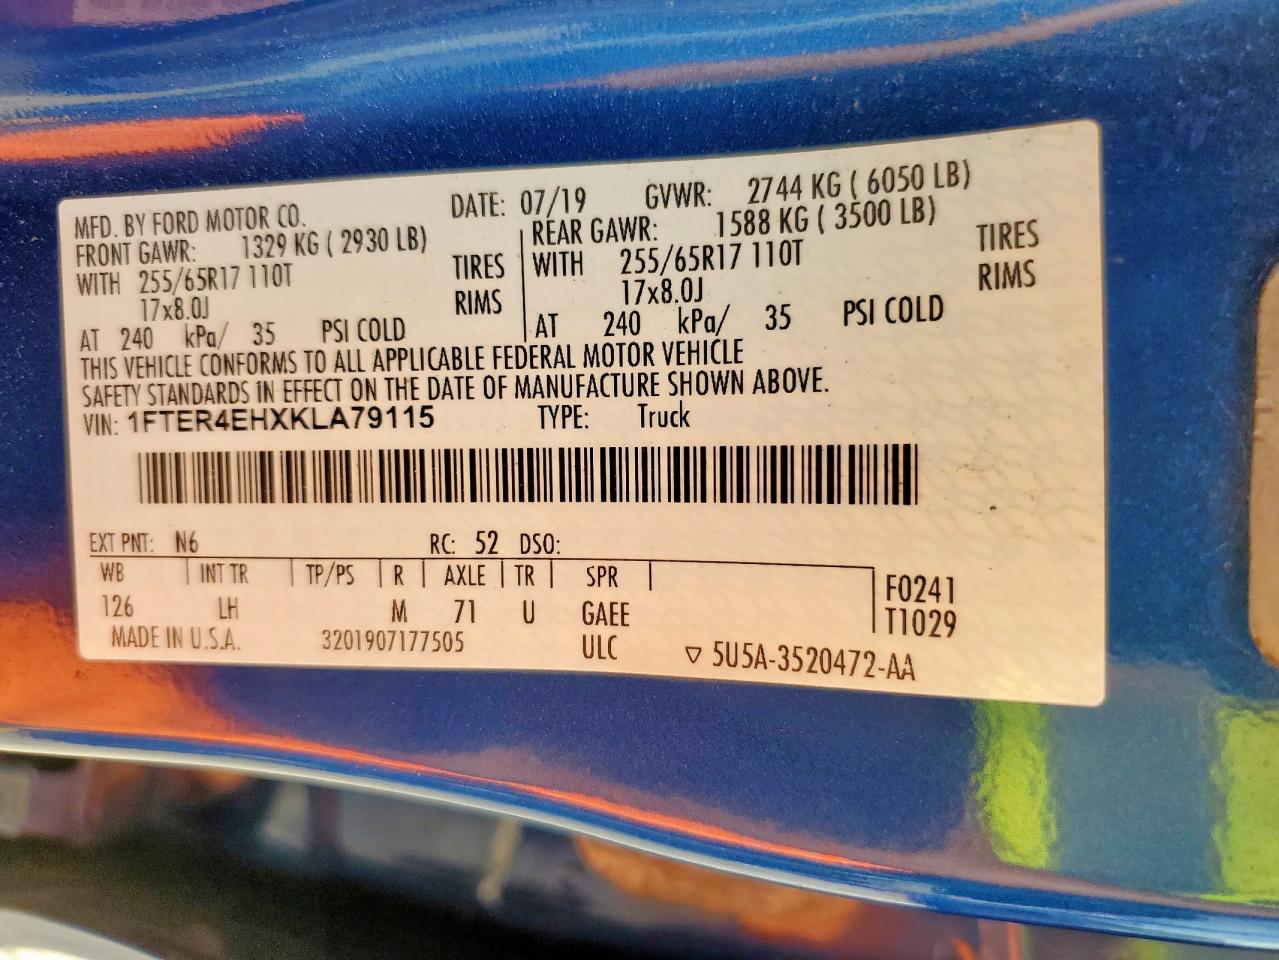 MFD. BY FORD MOTOR CO. DATE: 07/19 GVWR: 2744 KG ( 6050 LB)
FRONT GAWR: 1329 KG ( 2930 LB) REAR GAWR: 1588 KG ( 3500 LB)
WITH 255/65R17 110T TIRES WITH 255/65R17 110T TIRES
17x8.0J RIMS 17x8.0J RIMS
AT 240 kPa/ 35 PSI COLD AT 240 kPa/ 35 PSI COLD
THIS VEHICLE CONFORMS TO ALL APPLICABLE FEDERAL MOTOR VEHICLE
SAFETY STANDARDS IN EFFECT ON THE DATE OF MANUFACTURE SHOWN ABOVE.
VIN: 1FTER4EHXKLA79115 TYPE: Truck
EXT PNT: N6 RC: 52 DSO:
WB INT TR TP/PS R AXLE TR SPR F0241
126 LH M 71 U GAEE T1029
MADE IN U.S.A. 3201907177505 ULC ▽ 5U5A-3520472-AA